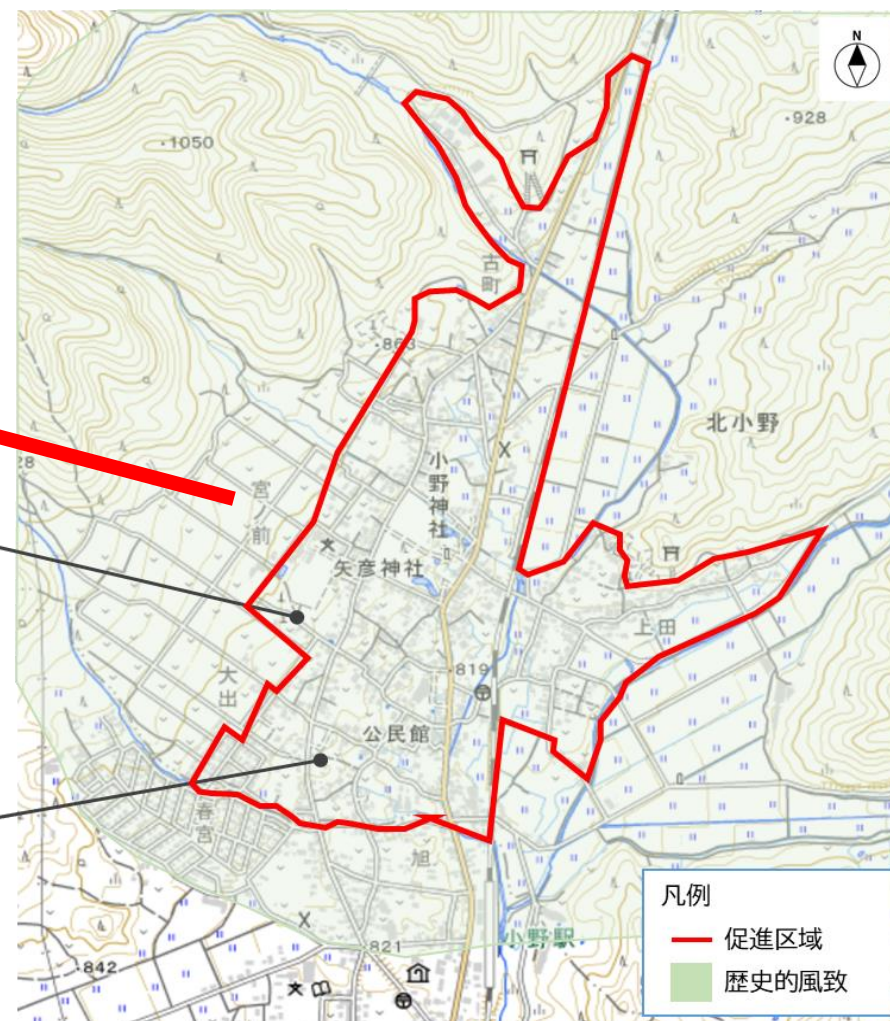 N
・928
・1050
古町
・863
北小野
28
宮ノ前
小野神社
矢彦神社
上田
大出
・819
公民館
春宮
旭
凡例
促進区域
歴史的風致
小野駅
821
・842